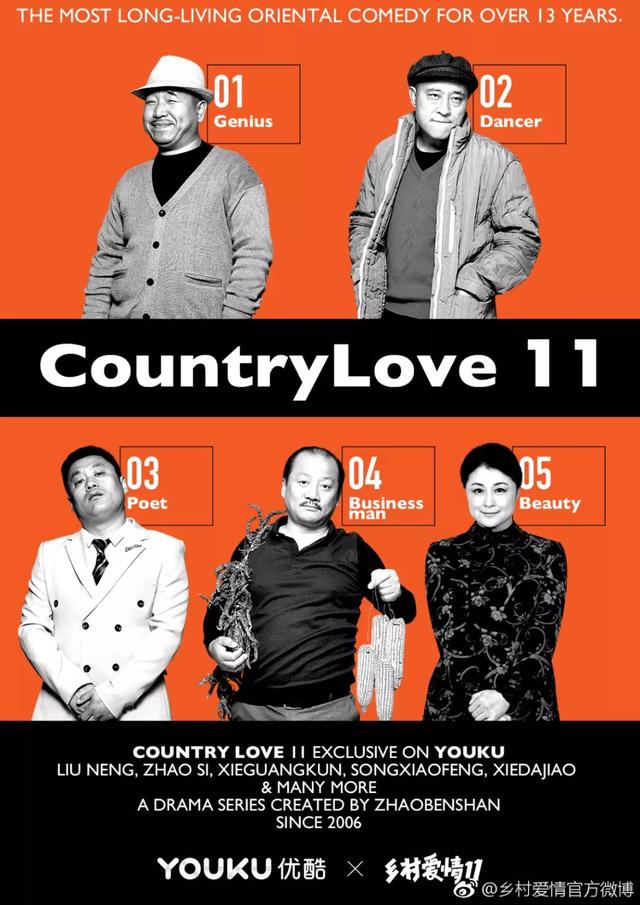 THE MOST LONG-LIVING ORIENTAL COMEDY FOR OVER 13 YEARS.
01
Genius
02
Dancer
CountryLove 11
03
Poet
04
Business
man
05
Beauty
COUNTRY LOVE 11 EXCLUSIVE ON YOUKU
LIU NENG, ZHAO SI, XIEGUANGKUN, SONGXIAOFENG, XIEDAJIAO
& MANY MORE
A DRAMA SERIES CREATED BY ZHAOBENSHAN
SINCE 2006
YOUKU优酷 × 乡村爱情11
@乡村爱情官方微博